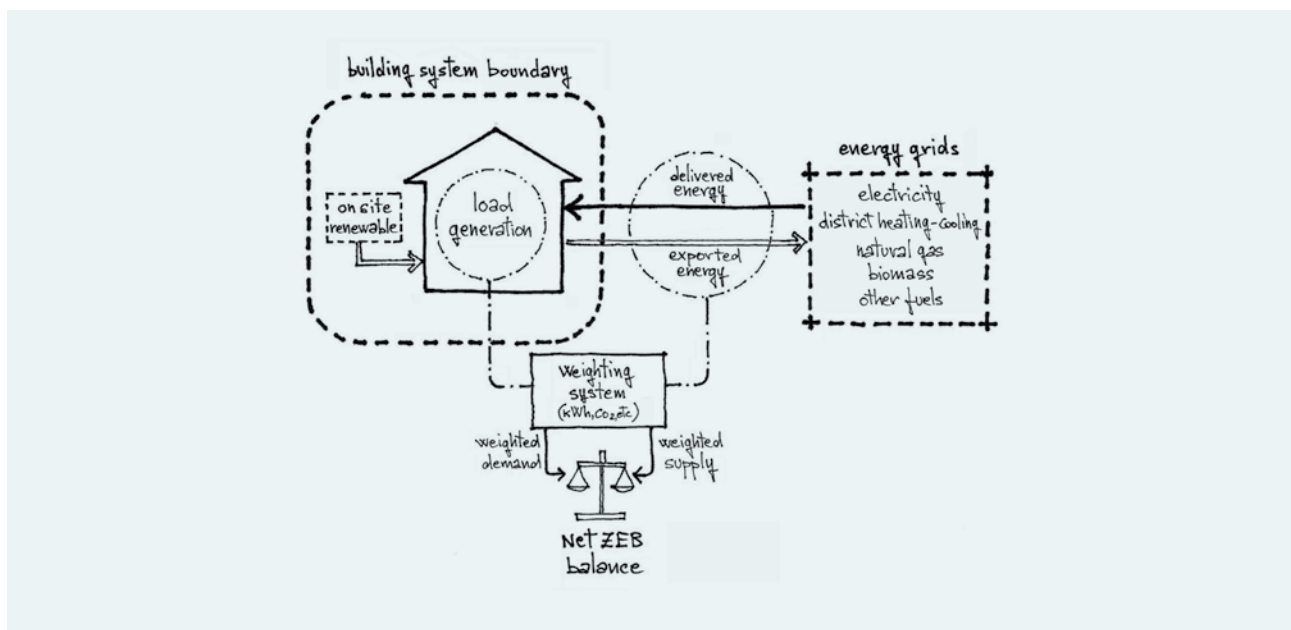 building system boundary
on site
renewable
load
generation
delivered
energy
exported
energy
energy grids
electricity
district heating-cooling
natural gas
biomass
other fuels
Weighting
system
(kWh, CO2, etc)
weighted
demand
weighted
supply
Net ZEB
balance